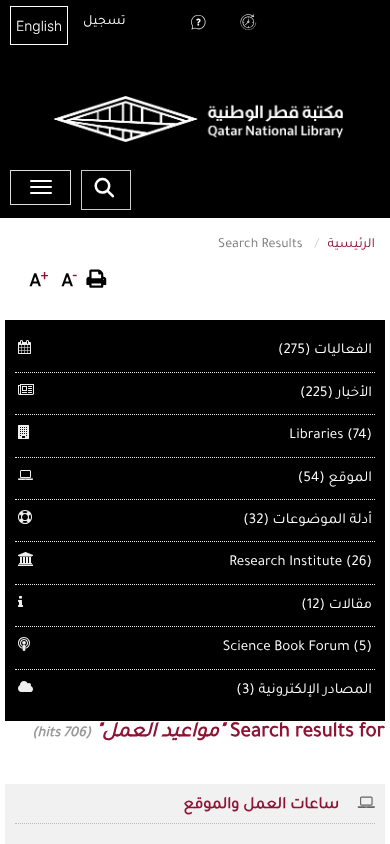 English
تسجيل
مكتبة قطر الوطنية
Qatar National Library
الرئيسية / Search Results
A+ A-
الفعاليات (275)
الأخبار (225)
Libraries (74)
الموقع (54)
أدلة الموضوعات (32)
Research Institute (26)
مقالات (12)
Science Book Forum (5)
المصادر الإلكترونية (3)
Search results for "مواعيد العمل" (706 hits)
ساعات العمل والموقع